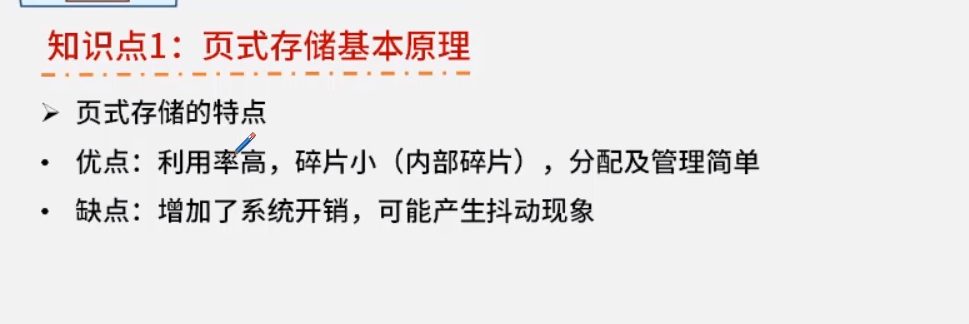 知识点1：页式存储基本原理
➢ 页式存储的特点
• 优点：利用率高，碎片小（内部碎片），分配及管理简单
• 缺点：增加了系统开销，可能产生抖动现象